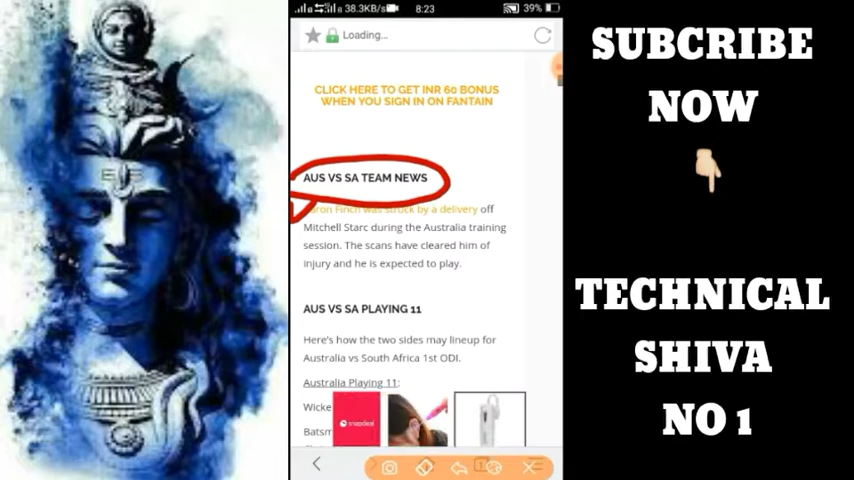 38.3KB/s
8:23
39%
Loading...
CLICK HERE TO GET INR 60 BONUS
WHEN YOU SIGN IN ON FANTAIN
AUS VS SA TEAM NEWS
Aaron Finch was struck by a delivery off
Mitchell Starc during the Australia training
session. The scans have cleared him of
injury and he is expected to play.
AUS VS SA PLAYING 11
Here's how the two sides may lineup for
Australia vs South Africa 1st ODI.
Australia Playing 11:
Wicke
Batsm
snapdeal
SUBCRIBE
NOW
TECHNICAL
SHIVA
NO 1